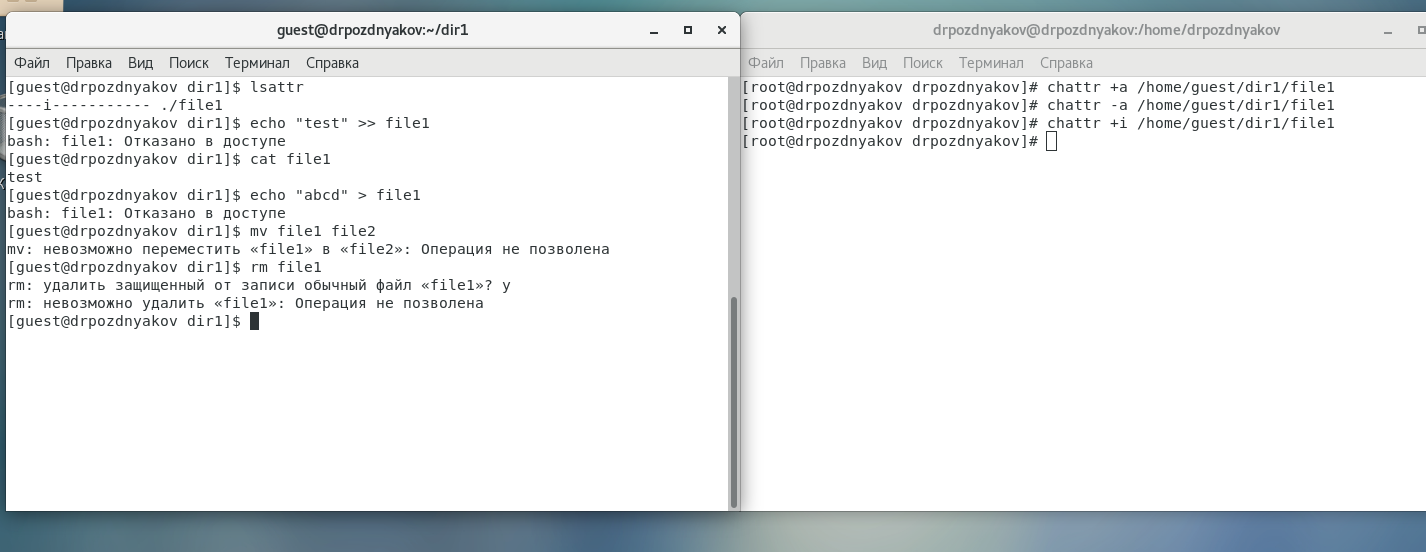 guest@drpozdnyakov:~/dir1
Файл Правка Вид Поиск Терминал Справка
[guest@drpozdnyakov dir1]$ lsattr
----i----------- ./file1
[guest@drpozdnyakov dir1]$ echo "test" >> file1
bash: file1: Отказано в доступе
[guest@drpozdnyakov dir1]$ cat file1
test
[guest@drpozdnyakov dir1]$ echo "abcd" > file1
bash: file1: Отказано в доступе
[guest@drpozdnyakov dir1]$ mv file1 file2
mv: невозможно переместить «file1» в «file2»: Операция не позволена
[guest@drpozdnyakov dir1]$ rm file1
rm: удалить защищенный от записи обычный файл «file1»? y
rm: невозможно удалить «file1»: Операция не позволена
[guest@drpozdnyakov dir1]$
drpozdnyakov@drpozdnyakov:/home/drpozdnyakov
Файл Правка Вид Поиск Терминал Справка
[root@drpozdnyakov drpozdnyakov]# chattr +a /home/guest/dir1/file1
[root@drpozdnyakov drpozdnyakov]# chattr -a /home/guest/dir1/file1
[root@drpozdnyakov drpozdnyakov]# chattr +i /home/guest/dir1/file1
[root@drpozdnyakov drpozdnyakov]#